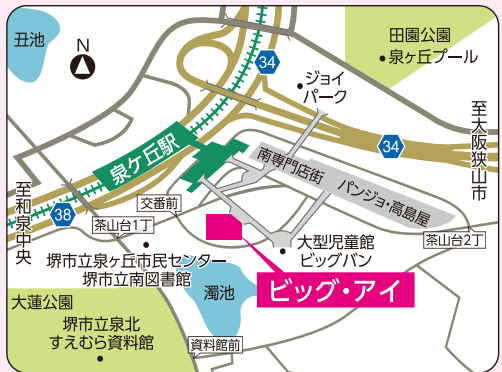 丑池
N
34
田園公園
泉ヶ丘プール
ジョイ
パーク
34
至大阪狭山市
泉ケ丘駅
南専門店街
パンジョ・高島屋
至和泉中央
38
交番前
茶山台1丁
茶山台2丁
堺市立泉ヶ丘市民センター
堺市立南図書館
大型児童館
ビッグバン
濁池
ビッグ・アイ
大蓮公園
堺市立泉北
すえむら資料館
資料館前